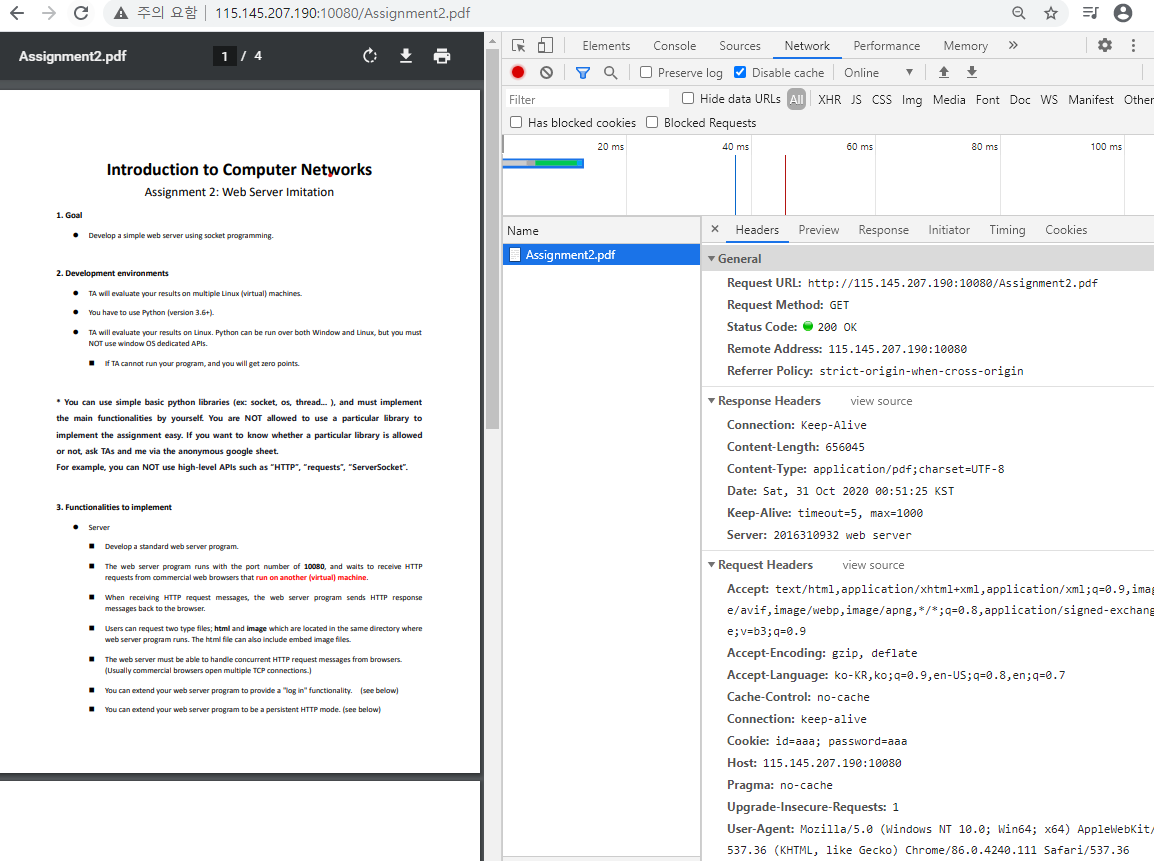 주의 요함 115.145.207.190:10080/Assignment2.pdf
Assignment2.pdf 1 / 4
Introduction to Computer Networks
Assignment 2: Web Server Imitation
1. Goal
● Develop a simple web server using socket programming.
2. Development environments
● TA will evaluate your results on multiple Linux (virtual) machines.
● You have to use Python (version 3.6+).
● TA will evaluate your results on Linux. Python can be run over both Window and Linux, but you must
NOT use window OS dedicated APIs.
■ If TA cannot run your program, and you will get zero points.
* You can use simple basic python libraries (ex: socket, os, thread... ), and must implement
the main functionalities by yourself. You are NOT allowed to use a particular library to
implement the assignment easy. If you want to know whether a particular library is allowed
or not, ask TAs and me via the anonymous google sheet.
For example, you can NOT use high-level APIs such as “HTTP”, “requests”, “ServerSocket”.
3. Functionalities to implement
● Server
■ Develop a standard web server program.
■ The web server program runs with the port number of 10080, and waits to receive HTTP
requests from commercial web browsers that run on another (virtual) machine.
■ When receiving HTTP request messages, the web server program sends HTTP response
messages back to the browser.
■ Users can request two type files; html and image which are located in the same directory where
web server program runs. The html file can also include embed image files.
■ The web server must be able to handle concurrent HTTP request messages from browsers.
(Usually commercial browsers open multiple TCP connections.)
■ You can extend your web server program to provide a "log in" functionality. (see below)
■ You can extend your web server program to be a persistent HTTP mode. (see below)
Elements Console Sources Network Performance Memory »
Preserve log Disable cache Online
Filter Hide data URLs All XHR JS CSS Img Media Font Doc WS Manifest Other
Has blocked cookies Blocked Requests
20 ms 40 ms 60 ms 80 ms 100 ms
Name
Assignment2.pdf
× Headers Preview Response Initiator Timing Cookies
General
Request URL: http://115.145.207.190:10080/Assignment2.pdf
Request Method: GET
Status Code: 200 OK
Remote Address: 115.145.207.190:10080
Referrer Policy: strict-origin-when-cross-origin
Response Headers view source
Connection: Keep-Alive
Content-Length: 656045
Content-Type: application/pdf;charset=UTF-8
Date: Sat, 31 Oct 2020 00:51:25 KST
Keep-Alive: timeout=5, max=1000
Server: 2016310932 web server
Request Headers view source
Accept: text/html,application/xhtml+xml,application/xml;q=0.9,imag
e/avif,image/webp,image/apng,*/*;q=0.8,application/signed-exchang
e;v=b3;q=0.9
Accept-Encoding: gzip, deflate
Accept-Language: ko-KR,ko;q=0.9,en-US;q=0.8,en;q=0.7
Cache-Control: no-cache
Connection: keep-alive
Cookie: id=aaa; password=aaa
Host: 115.145.207.190:10080
Pragma: no-cache
Upgrade-Insecure-Requests: 1
User-Agent: Mozilla/5.0 (Windows NT 10.0; Win64; x64) AppleWebKit/
537.36 (KHTML, like Gecko) Chrome/86.0.4240.111 Safari/537.36